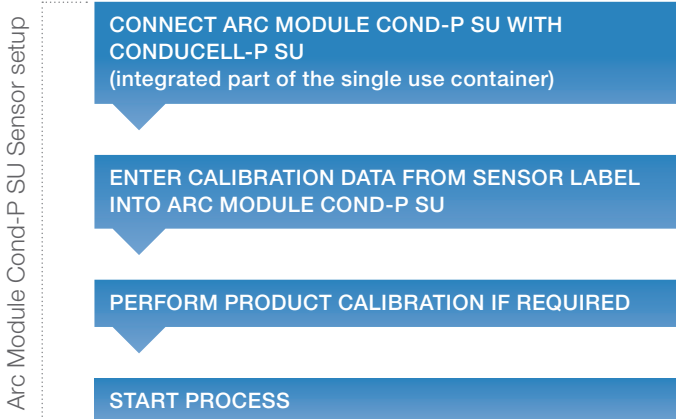 Arc Module Cond-P SU Sensor setup
CONNECT ARC MODULE COND-P SU WITH
CONDUCELL-P SU
(integrated part of the single use container)
ENTER CALIBRATION DATA FROM SENSOR LABEL
INTO ARC MODULE COND-P SU
PERFORM PRODUCT CALIBRATION IF REQUIRED
START PROCESS